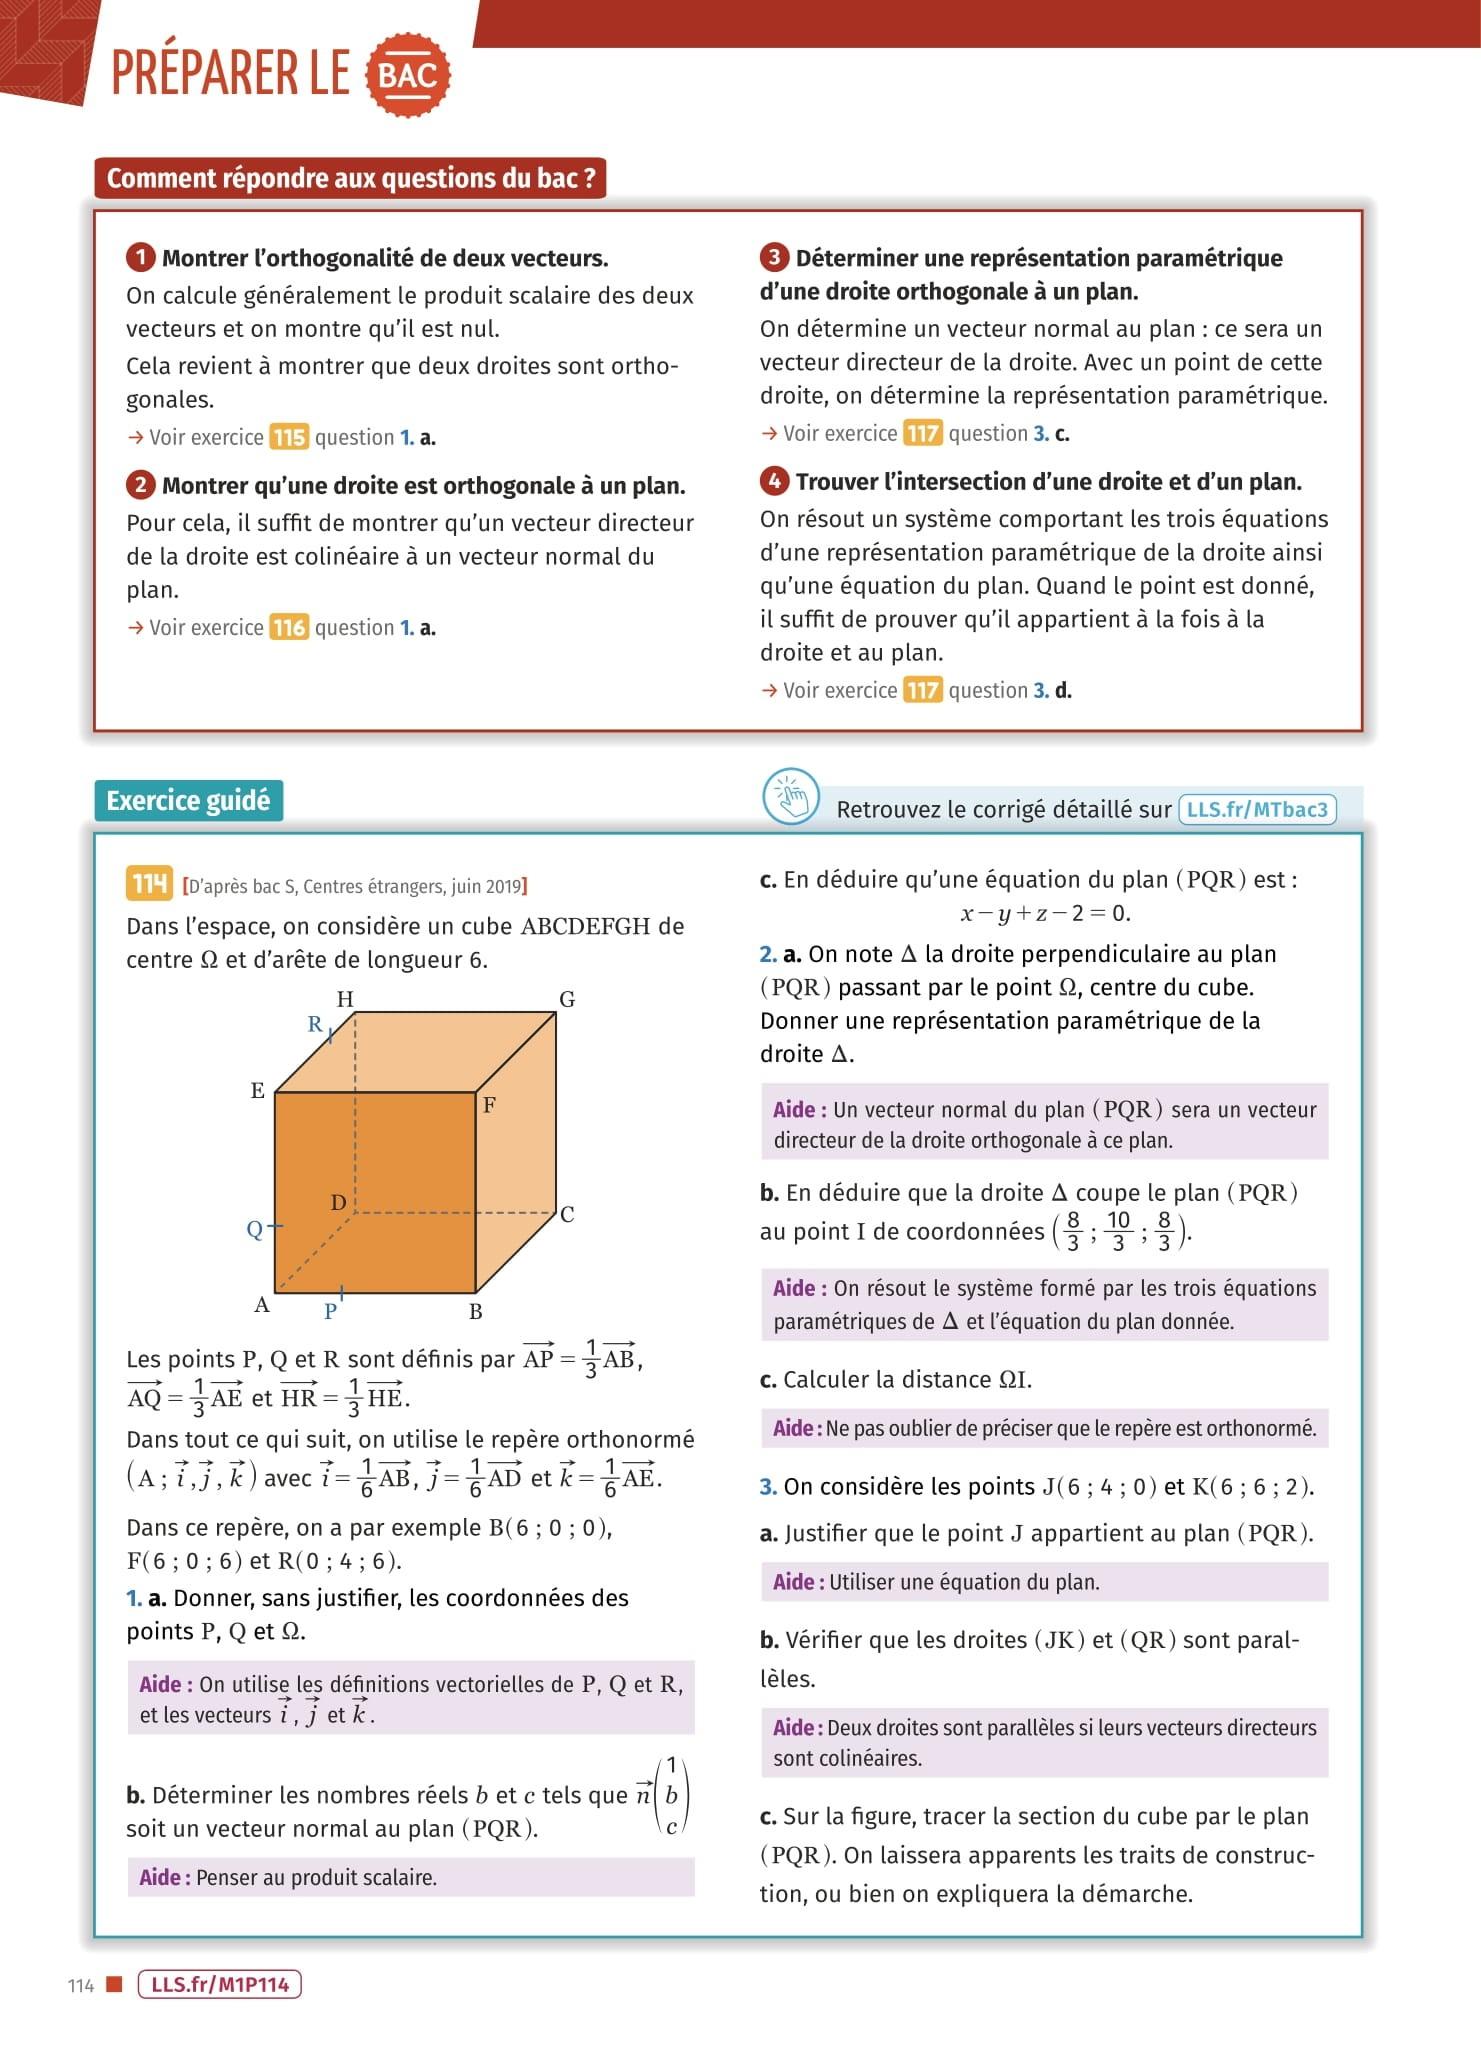 PRÉPARER LE BAC
Comment répondre aux questions du bac ?
1 Montrer l'orthogonalité de deux vecteurs.
On calcule généralement le produit scalaire des deux
vecteurs et on montre qu'il est nul.
Cela revient à montrer que deux droites sont ortho-
gonales.
→ Voir exercice 115 question 1. a.
2 Montrer qu'une droite est orthogonale à un plan.
Pour cela, il suffit de montrer qu'un vecteur directeur
de la droite est colinéaire à un vecteur normal du
plan.
→ Voir exercice 116 question 1. a.
3 Déterminer une représentation paramétrique
d'une droite orthogonale à un plan.
On détermine un vecteur normal au plan : ce sera un
vecteur directeur de la droite. Avec un point de cette
droite, on détermine la représentation paramétrique.
→ Voir exercice 117 question 3. c.
4 Trouver l'intersection d'une droite et d'un plan.
On résout un système comportant les trois équations
d'une représentation paramétrique de la droite ainsi
qu'une équation du plan. Quand le point est donné,
il suffit de prouver qu'il appartient à la fois à la
droite et au plan.
→ Voir exercice 117 question 3. d.
Exercice guidé
Retrouvez le corrigé détaillé sur LLS.fr/MTbac3
114 [D'après bac S, Centres étrangers, juin 2019]
Dans l'espace, on considère un cube ABCDEFGH de
centre Ω et d'arête de longueur 6.
H
G
R
E
F
D
C
Q
A
P
B
Les points P, Q et R sont définis par $\overrightarrow{AP} = \frac{1}{3}\overrightarrow{AB}$,
$\overrightarrow{AQ} = \frac{1}{3}\overrightarrow{AE}$ et $\overrightarrow{HR} = \frac{1}{3}\overrightarrow{HE}$.
Dans tout ce qui suit, on utilise le repère orthonormé
$(A ; \vec{i}, \vec{j}, \vec{k})$ avec $\vec{i} = \frac{1}{6}\overrightarrow{AB}$, $\vec{j} = \frac{1}{6}\overrightarrow{AD}$ et $\vec{k} = \frac{1}{6}\overrightarrow{AE}$.
Dans ce repère, on a par exemple B(6 ; 0 ; 0),
F(6 ; 0 ; 6) et R(0 ; 4 ; 6).
1. a. Donner, sans justifier, les coordonnées des
points P, Q et Ω.
Aide : On utilise les définitions vectorielles de P, Q et R,
et les vecteurs $\vec{i}$, $\vec{j}$ et $\vec{k}$.
b. Déterminer les nombres réels b et c tels que $\vec{n}\begin{pmatrix}1\\b\\c\end{pmatrix}$
soit un vecteur normal au plan (PQR).
Aide : Penser au produit scalaire.
c. En déduire qu'une équation du plan (PQR) est :
x − y + z − 2 = 0.
2. a. On note Δ la droite perpendiculaire au plan
(PQR) passant par le point Ω, centre du cube.
Donner une représentation paramétrique de la
droite Δ.
Aide : Un vecteur normal du plan (PQR) sera un vecteur
directeur de la droite orthogonale à ce plan.
b. En déduire que la droite Δ coupe le plan (PQR)
au point I de coordonnées $\left(\frac{8}{3} ; \frac{10}{3} ; \frac{8}{3}\right)$.
Aide : On résout le système formé par les trois équations
paramétriques de Δ et l'équation du plan donnée.
c. Calculer la distance ΩI.
Aide : Ne pas oublier de préciser que le repère est orthonormé.
3. On considère les points J(6 ; 4 ; 0) et K(6 ; 6 ; 2).
a. Justifier que le point J appartient au plan (PQR).
Aide : Utiliser une équation du plan.
b. Vérifier que les droites (JK) et (QR) sont paral-
lèles.
Aide : Deux droites sont parallèles si leurs vecteurs directeurs
sont colinéaires.
c. Sur la figure, tracer la section du cube par le plan
(PQR). On laissera apparents les traits de construc-
tion, ou bien on expliquera la démarche.
114 LLS.fr/M1P114